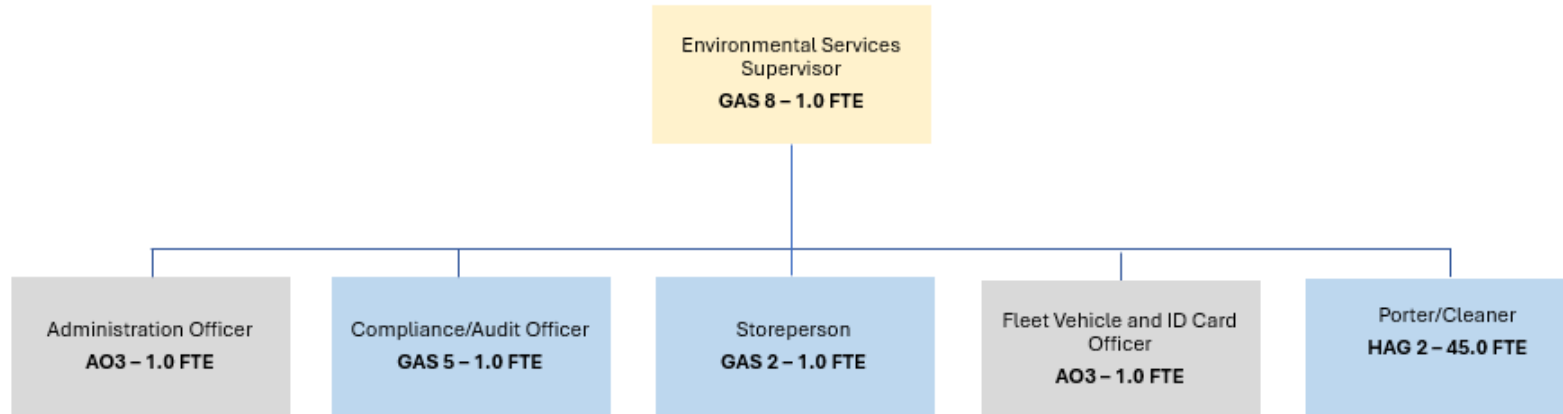 Environmental Services
Supervisor
GAS 8 – 1.0 FTE
Administration Officer
AO3 – 1.0 FTE
Compliance/Audit Officer
GAS 5 – 1.0 FTE
Storeperson
GAS 2 – 1.0 FTE
Fleet Vehicle and ID Card
Officer
AO3 – 1.0 FTE
Porter/Cleaner
HAG 2 – 45.0 FTE